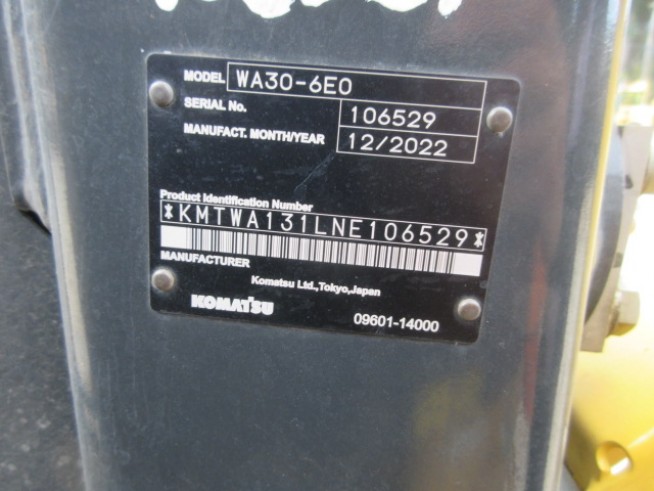 MODEL WA30-6E0
SERIAL No. 106529
MANUFACT. MONTH/YEAR 12/2022
Product Identification Number
*KMTWA131LNE106529*
MANUFACTURER
Komatsu Ltd.,Tokyo,Japan
KOMATSU
09601-14000